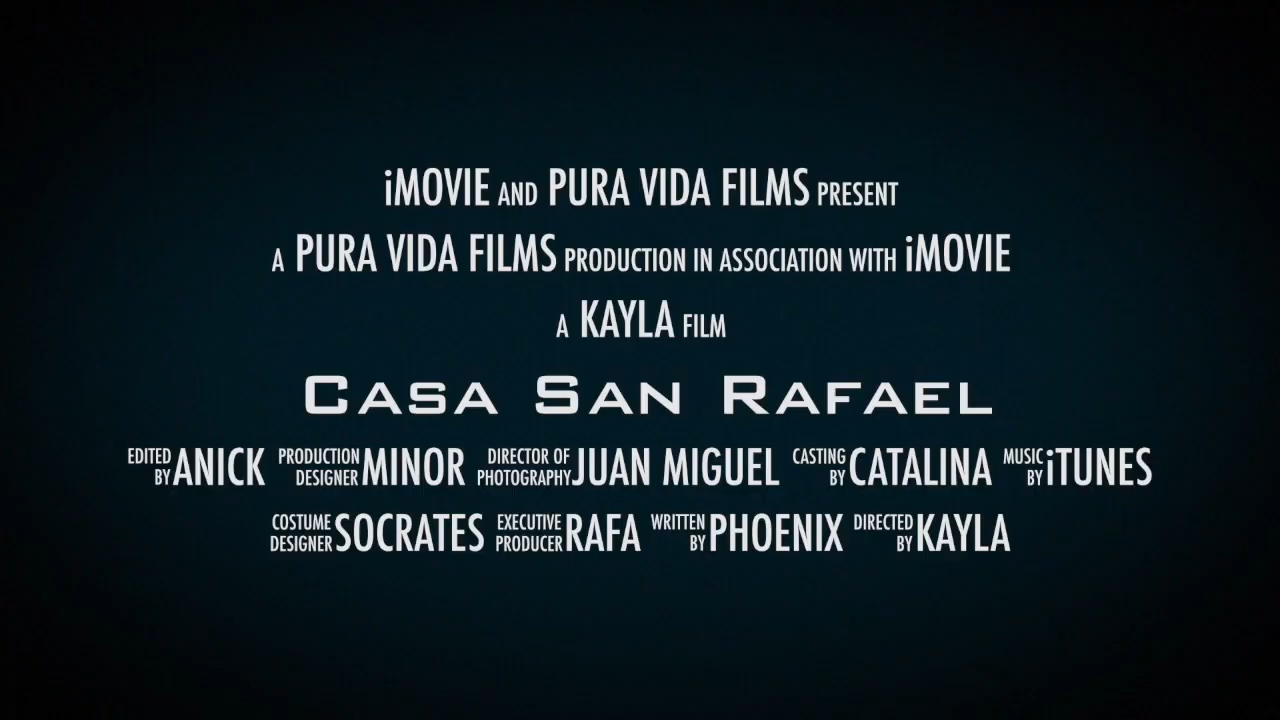 iMOVIE AND PURA VIDA FILMS PRESENT
A PURA VIDA FILMS PRODUCTION IN ASSOCIATION WITH iMOVIE
A KAYLA FILM
CASA SAN RAFAEL
EDITED BY ANICK PRODUCTION DESIGNER MINOR DIRECTOR OF PHOTOGRAPHY JUAN MIGUEL CASTING BY CATALINA MUSIC BY iTUNES
COSTUME DESIGNER SOCRATES EXECUTIVE PRODUCER RAFA WRITTEN BY PHOENIX DIRECTED BY KAYLA